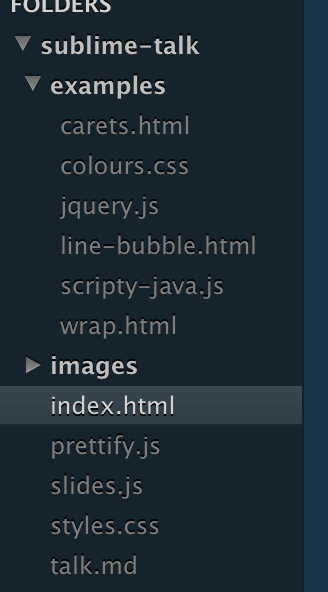 FOLDERS
sublime-talk
examples
carets.html
colours.css
jquery.js
line-bubble.html
scripty-java.js
wrap.html
images
index.html
prettify.js
slides.js
styles.css
talk.md